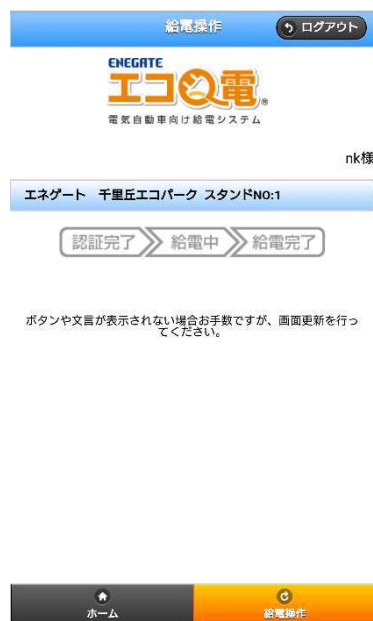 給電操作
ログアウト
ENEGATE
エコQ電®
電気自動車向け給電システム
nk様
エネゲート 千里丘エコパーク スタンドNO:1
認証完了 給電中 給電完了
ボタンや文言が表示されない場合お手数ですが、画面更新を行っ
てください。
ホーム
給電操作